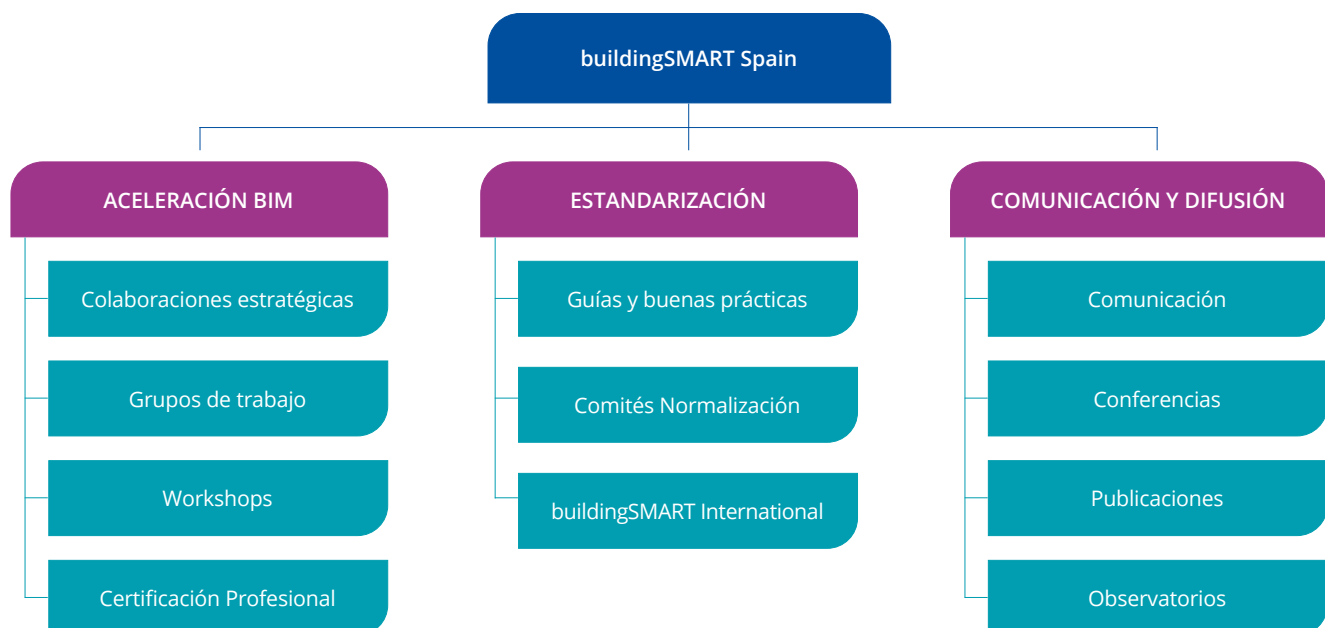 buildingSMART Spain
ACELERACIÓN BIM
Colaboraciones estratégicas
Grupos de trabajo
Workshops
Certificación Profesional
ESTANDARIZACIÓN
Guías y buenas prácticas
Comités Normalización
buildingSMART International
COMUNICACIÓN Y DIFUSIÓN
Comunicación
Conferencias
Publicaciones
Observatorios